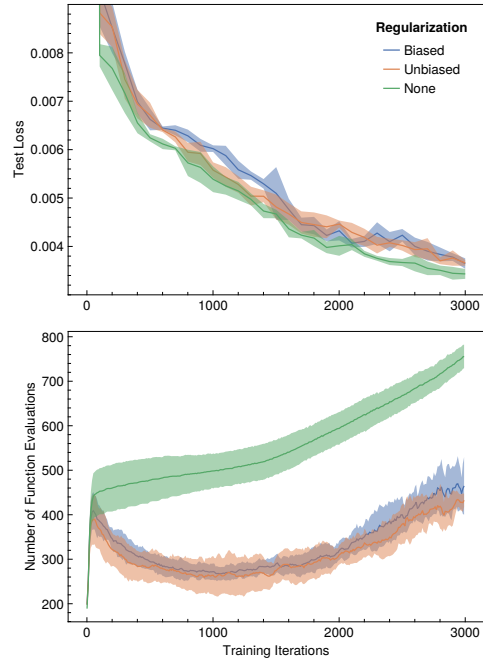 Regularization
Biased
Unbiased
None
Test Loss
0.008
0.007
0.006
0.005
0.004
0
1000
2000
3000
Number of Function Evaluations
800
700
600
500
400
300
200
0
1000
2000
3000
Training Iterations